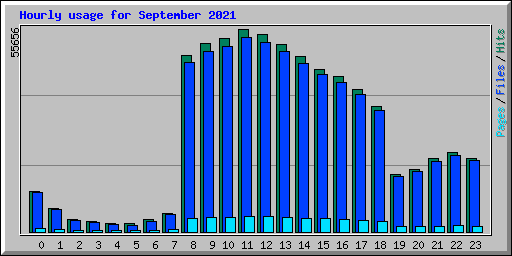 Hourly usage for September 2021
55656
Pages/Files/Hits
0 1 2 3 4 5 6 7 8 9 10 11 12 13 14 15 16 17 18 19 20 21 22 23